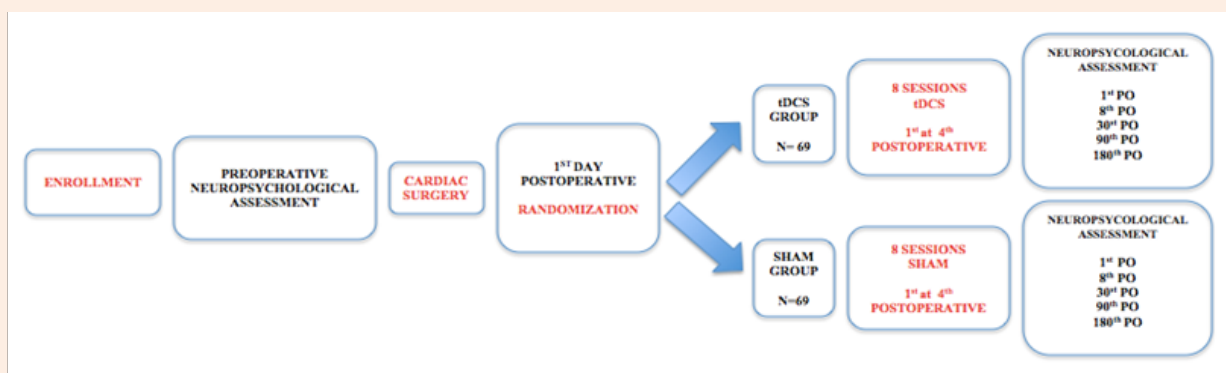 ENROLLMENT
PREOPERATIVE
NEUROPSYCHOLOGICAL
ASSESSMENT
CARDIAC
SURGERY
1ST DAY
POSTOPERATIVE
RANDOMIZATION
tDCS
GROUP
N= 69
8 SESSIONS
tDCS
1st at 4th
POSTOPERATIVE
NEUROPSYCOLOGICAL
ASSESSMENT
1st PO
8th PO
30st PO
90th PO
180th PO
SHAM
GROUP
N=69
8 SESSIONS
SHAM
1st at 4th
POSTOPERATIVE
NEUROPSYCOLOGICAL
ASSESSMENT
1st PO
8th PO
30st PO
90th PO
180th PO